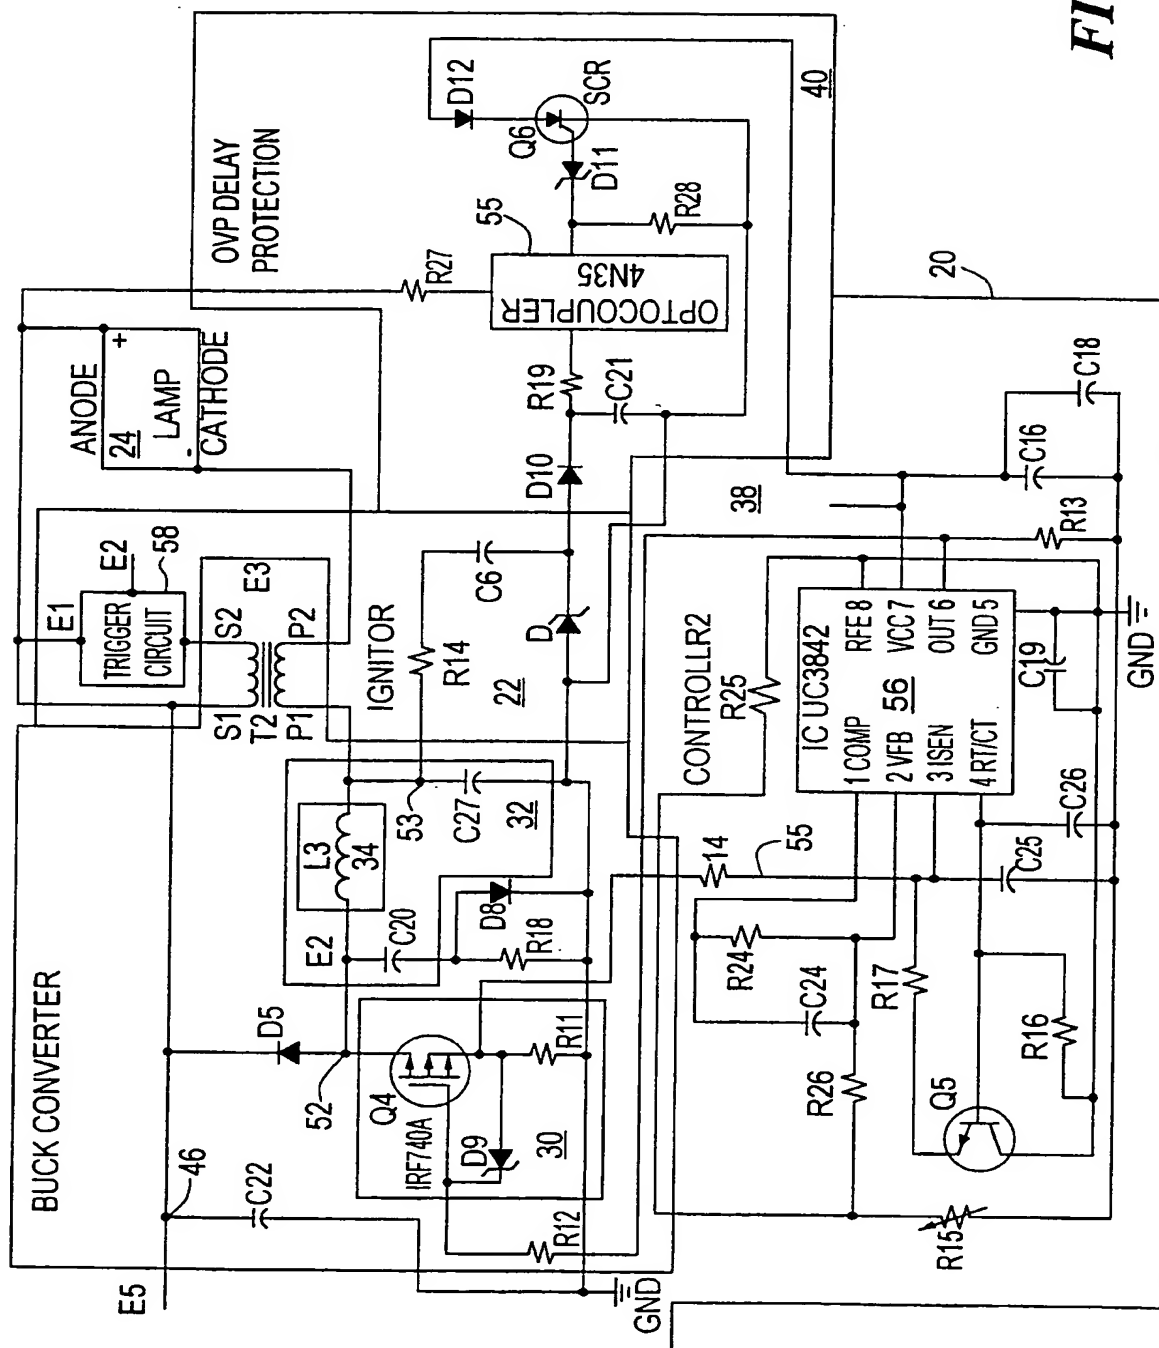 FI
BUCK CONVERTER
E5
46
C22
D5
52
Q4
IRF740A
D9
30
R12
R11
GND
E2
L3
34
C20
D8
R18
53
C27
32
IGNITOR
R14
22
C6
D
D10
E1
TRIGGER
CIRCUIT
E2
58
E3
S1
S2
T2
P1
P2
ANODE
24
+
LAMP
-
CATHODE
OVP DELAY
PROTECTION
R27
55
OPTOCOUPLER
4N35
R19
C21
R28
D11
Q6
SCR
D12
40
20
CONTROLLR2
38
R25
IC UC3842
1 COMP
RFE 8
2 VFB
56
VCC 7
3 ISEN
OUT 6
4 RT/CT
GND 5
14
55
R24
C24
R26
R17
Q5
R16
R15
C25
C26
C19
GND
R13
C16
C18